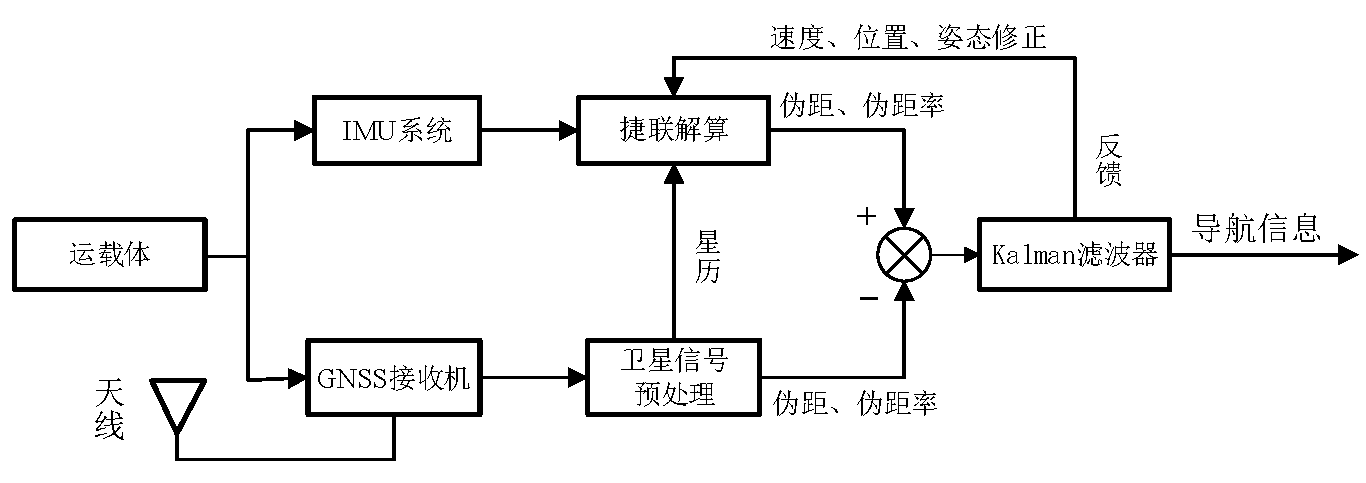 速度、位置、姿态修正
伪距、伪距率
IMU系统
捷联解算
反馈
+
运载体
星历
Kalman滤波器
导航信息
−
天线
GNSS接收机
卫星信号
预处理
伪距、伪距率